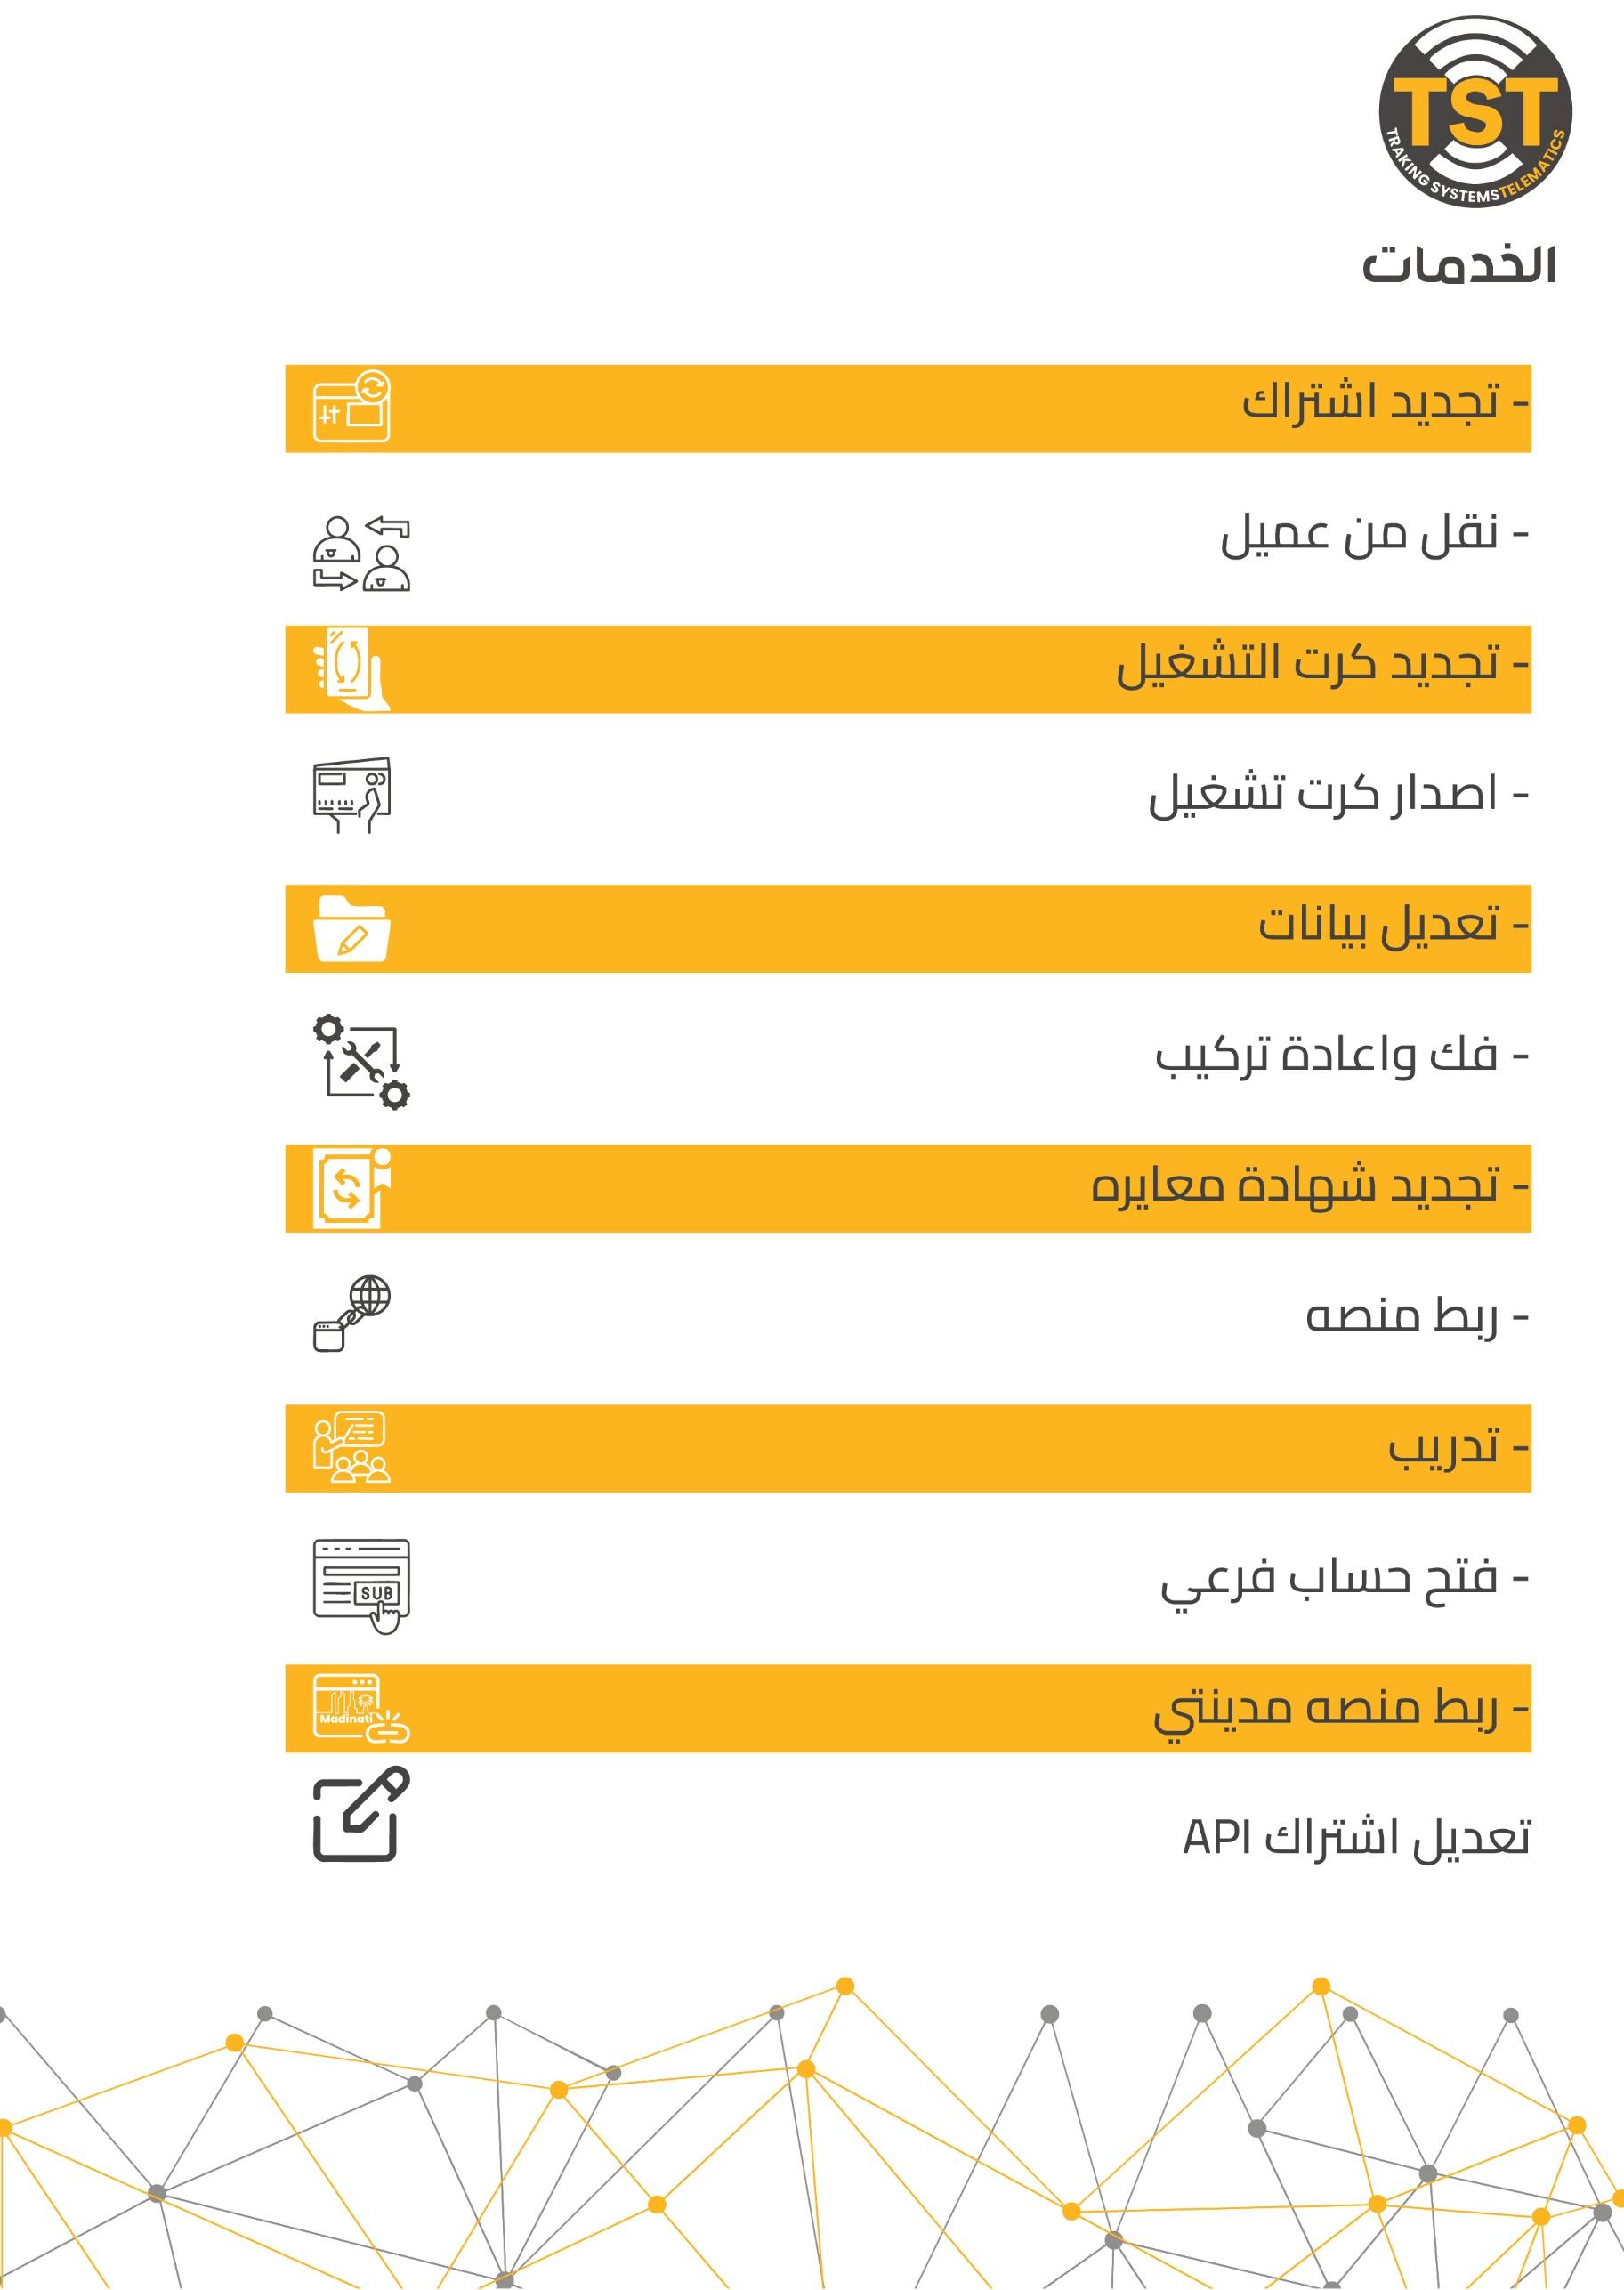 TST
TRAKING SYSTEMS TELEMATICS
الخدمات
- تجديد اشتراك
- نقل من عميل
- تجديد كرت التشغيل
- اصدار كرت تشغيل
- تعديل بيانات
- فك واعادة تركيب
- تجديد شهادة معايره
- ربط منصه
- تدريب
- فتح حساب فرعي
SUB
- ربط منصه مدينتي
Madinati
تعديل اشتراك API